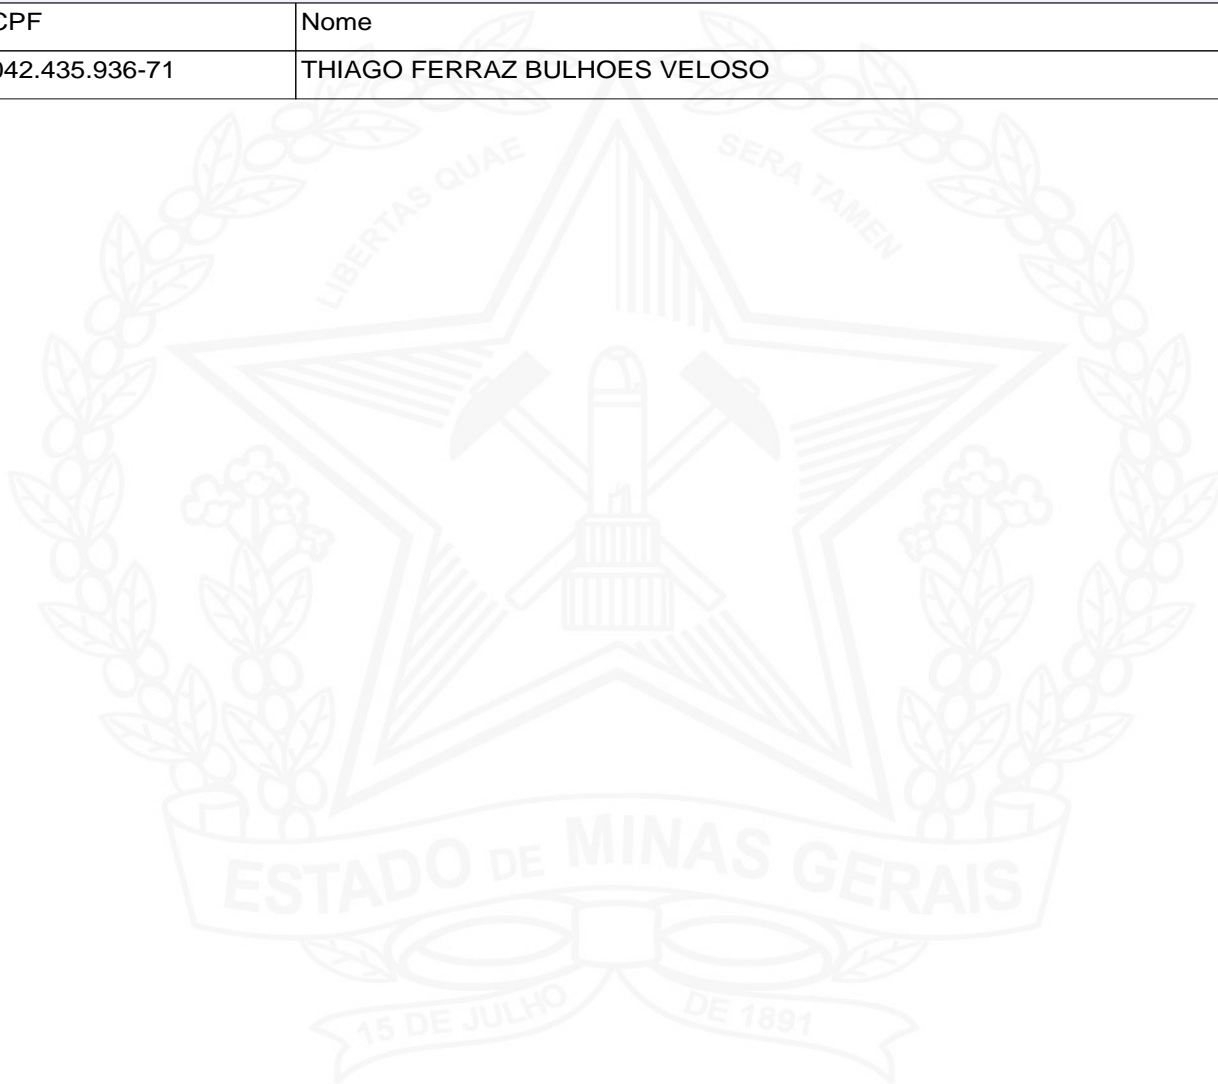 CPF Nome
042.435.936-71 THIAGO FERRAZ BULHOES VELOSO
LIBERTAS QUAE SERA TAMEN
ESTADO DE MINAS GERAIS
15 DE JULHO DE 1891